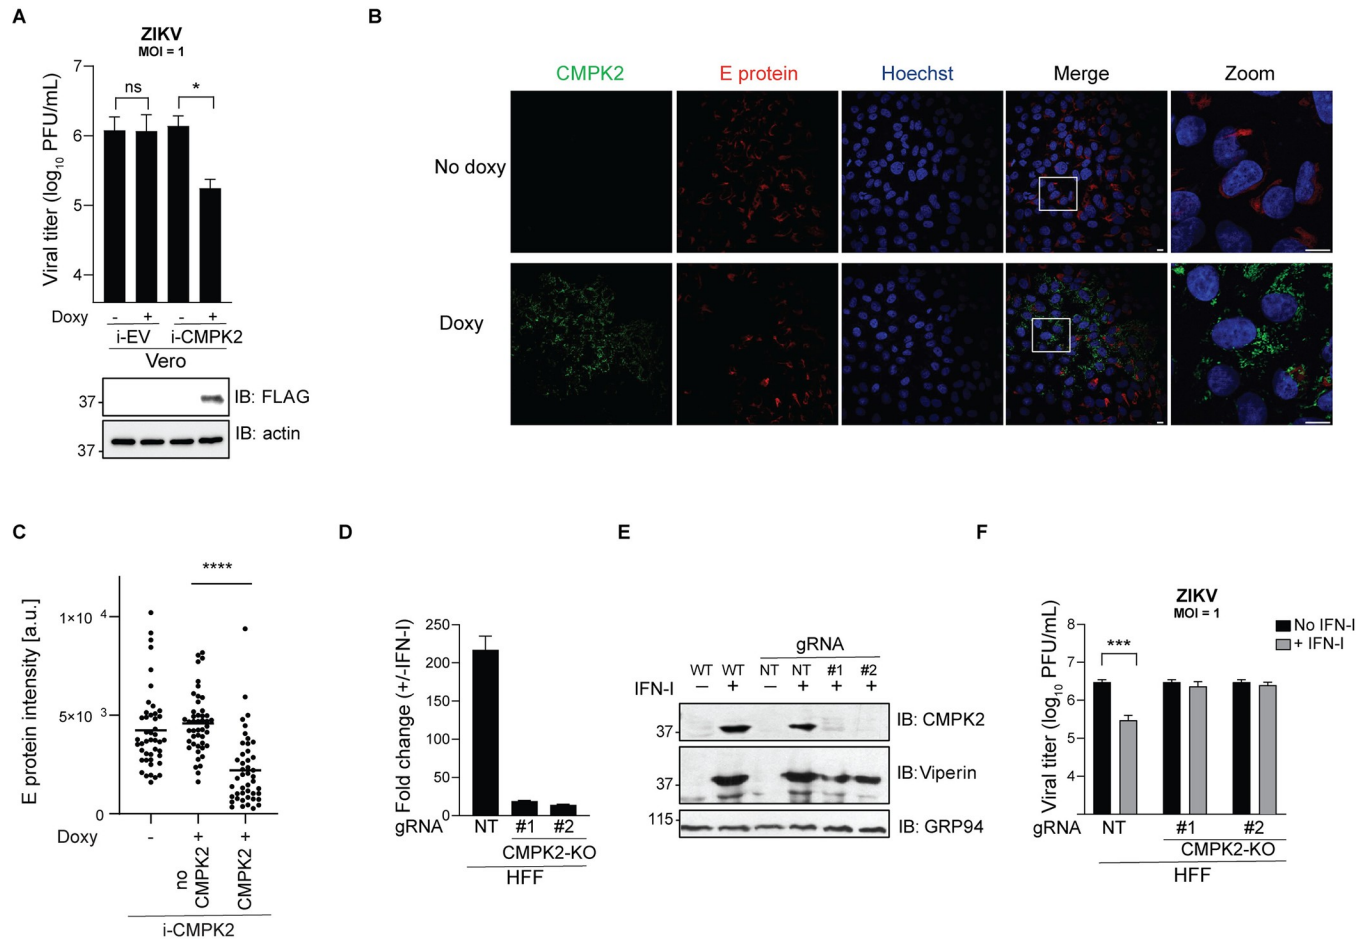 A
ZIKV
MOI = 1
Viral titer (log10 PFU/mL)
7
6
5
4
ns
*
Doxy - + - +
i-EV i-CMPK2
Vero
37 IB: FLAG
37 IB: actin
B
CMPK2 E protein Hoechst Merge Zoom
No doxy
Doxy
C
E protein intensity [a.u.]
****
1×10 4
5×10 3
0
Doxy - + +
no CMPK2
CMPK2
i-CMPK2
D
Fold change (+/-IFN-I)
250
200
150
100
50
0
gRNA NT #1 #2
CMPK2-KO
HFF
E
gRNA
WT WT NT NT #1 #2
IFN-I – + – + + +
37 IB: CMPK2
37 IB: Viperin
115 IB: GRP94
F
ZIKV
MOI = 1
No IFN-I
+ IFN-I
Viral titer (log10 PFU/mL)
8
7
6
5
4
***
gRNA NT #1 #2
CMPK2-KO
HFF